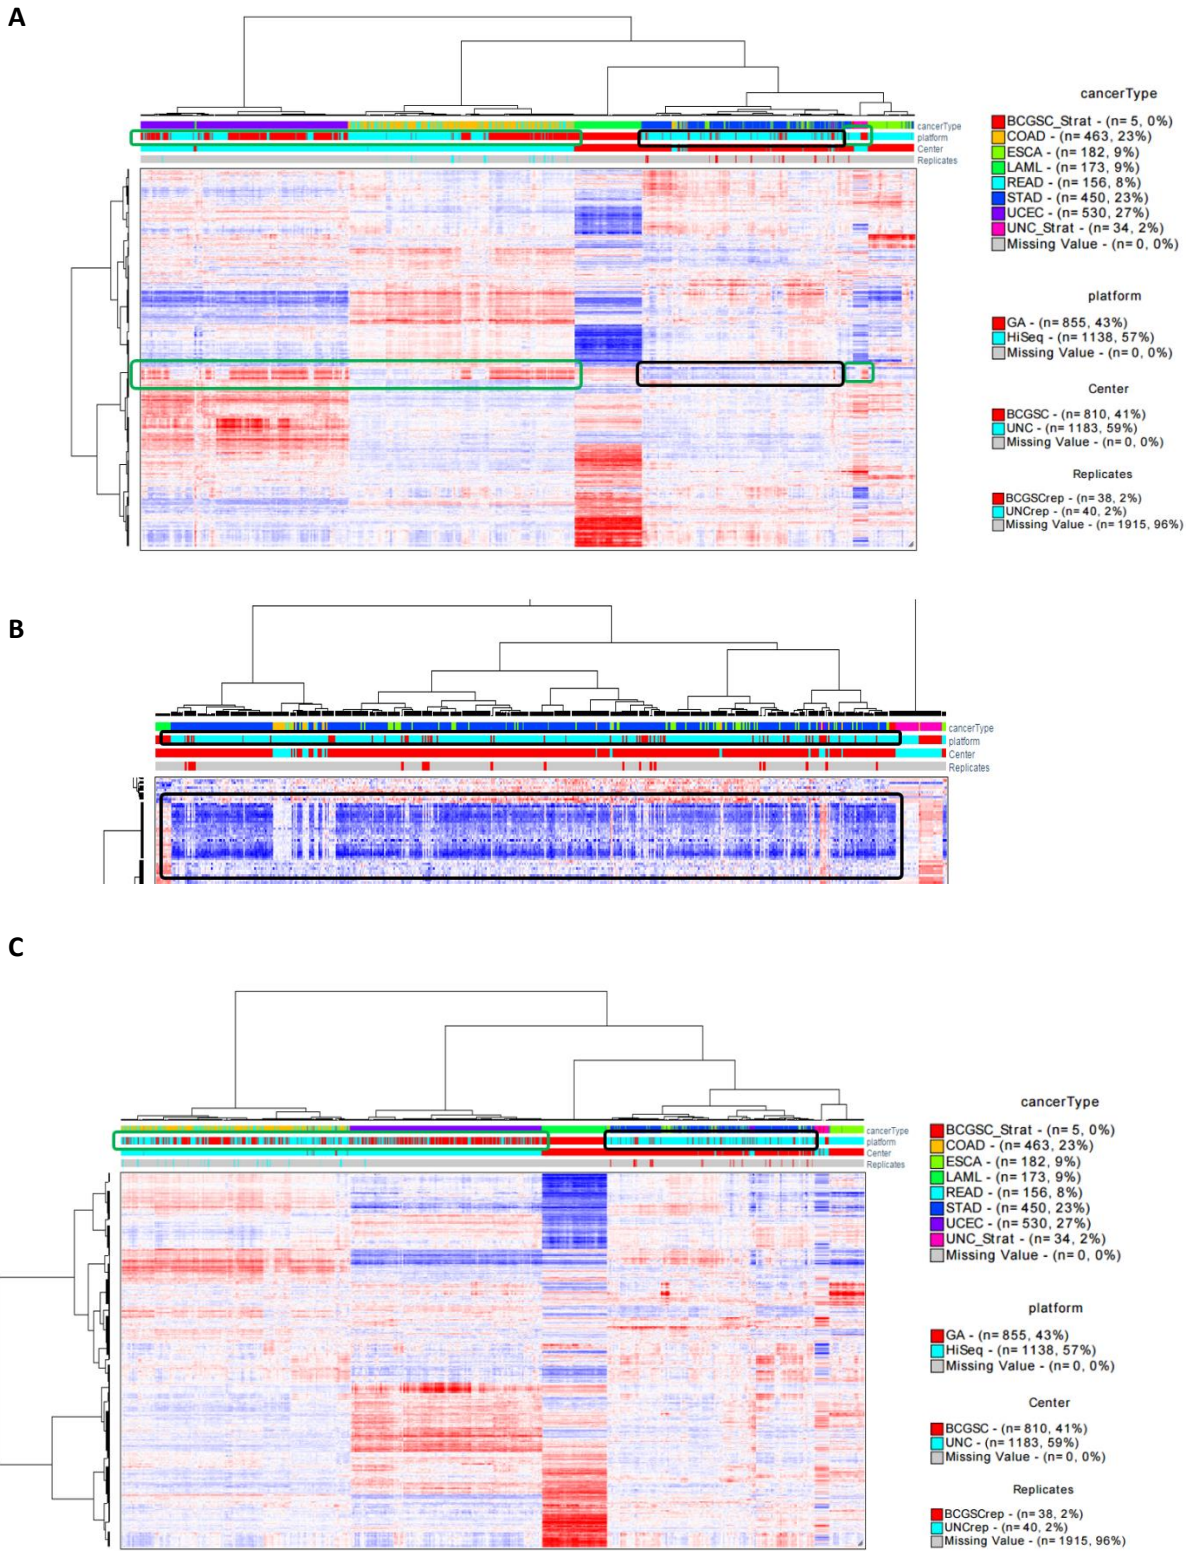 A
cancerType
BCGSC_Strat - (n= 5, 0%)
COAD - (n= 463, 23%)
ESCA - (n= 182, 9%)
LAML - (n= 173, 9%)
READ - (n= 156, 8%)
STAD - (n= 450, 23%)
UCEC - (n= 530, 27%)
UNC_Strat - (n= 34, 2%)
Missing Value - (n= 0, 0%)
cancerType
platform
Center
Replicates
platform
GA - (n= 855, 43%)
HiSeq - (n= 1138, 57%)
Missing Value - (n= 0, 0%)
Center
BCGSC - (n= 810, 41%)
UNC - (n= 1183, 59%)
Missing Value - (n= 0, 0%)
Replicates
BCGSCrep - (n= 38, 2%)
UNCrep - (n= 40, 2%)
Missing Value - (n= 1915, 96%)
B
cancerType
platform
Center
Replicates
C
cancerType
BCGSC_Strat - (n= 5, 0%)
COAD - (n= 463, 23%)
ESCA - (n= 182, 9%)
LAML - (n= 173, 9%)
READ - (n= 156, 8%)
STAD - (n= 450, 23%)
UCEC - (n= 530, 27%)
UNC_Strat - (n= 34, 2%)
Missing Value - (n= 0, 0%)
cancerType
platform
Center
Replicates
platform
GA - (n= 855, 43%)
HiSeq - (n= 1138, 57%)
Missing Value - (n= 0, 0%)
Center
BCGSC - (n= 810, 41%)
UNC - (n= 1183, 59%)
Missing Value - (n= 0, 0%)
Replicates
BCGSCrep - (n= 38, 2%)
UNCrep - (n= 40, 2%)
Missing Value - (n= 1915, 96%)